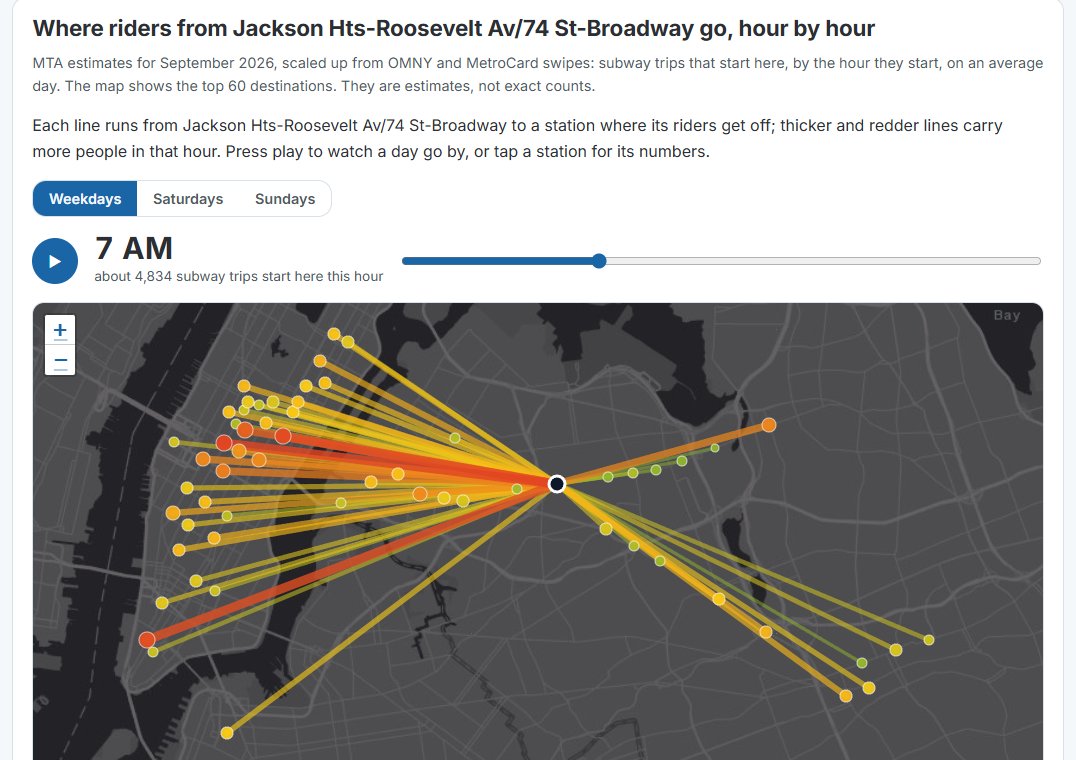 Where riders from Jackson Hts-Roosevelt Av/74 St-Broadway go, hour by hour
MTA estimates for September 2026, scaled up from OMNY and MetroCard swipes: subway trips that start here, by the hour they start, on an average
day. The map shows the top 60 destinations. They are estimates, not exact counts.
Each line runs from Jackson Hts-Roosevelt Av/74 St-Broadway to a station where its riders get off; thicker and redder lines carry
more people in that hour. Press play to watch a day go by, or tap a station for its numbers.
Weekdays Saturdays Sundays
7 AM
about 4,834 subway trips start here this hour
+
−
Bay